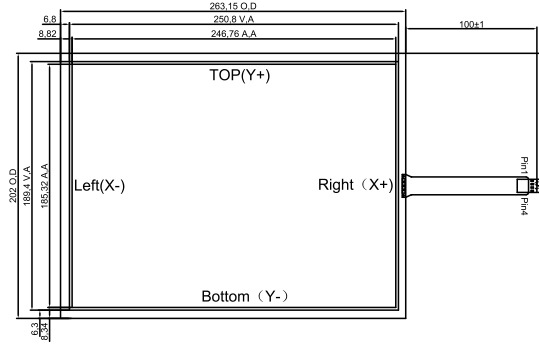 263,15 O,D
6,8 250,8 V,A
8,82 246,76 A,A
100±1
TOP(Y+)
202 O,D
189,4 V,A
185,32 A,A
Left(X-)
Right（X+）
Pin1
Pin4
Bottom（Y-）
6,3
8,34